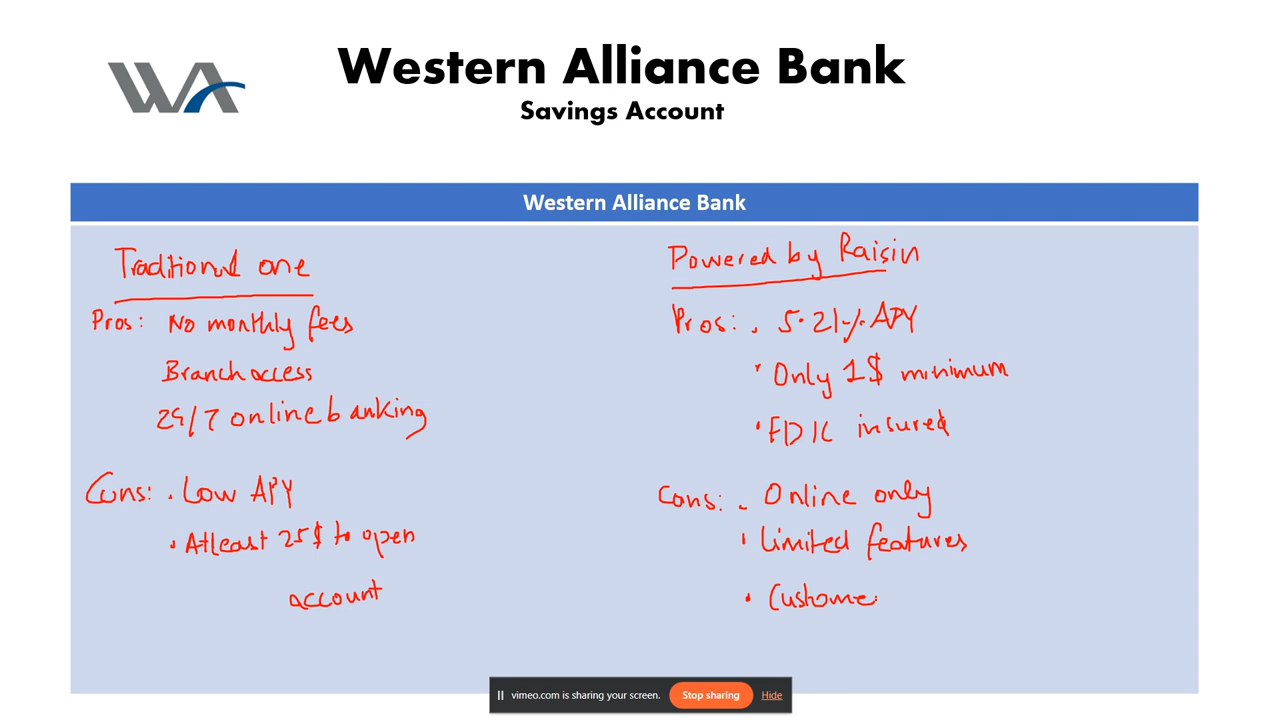 WA
Western Alliance Bank
Savings Account
Western Alliance Bank
Traditional one
Pros: No monthly fees
Branch access
24/7 online banking
Cons: . Low APY
. Atleast 25$ to open
account
Powered by Raisin
Pros: . 5.21% APY
. Only 1$ minimum
. FDIC insured
Cons: . Online only
. Limited features
. Custome
vimeo.com is sharing your screen. Stop sharing Hide